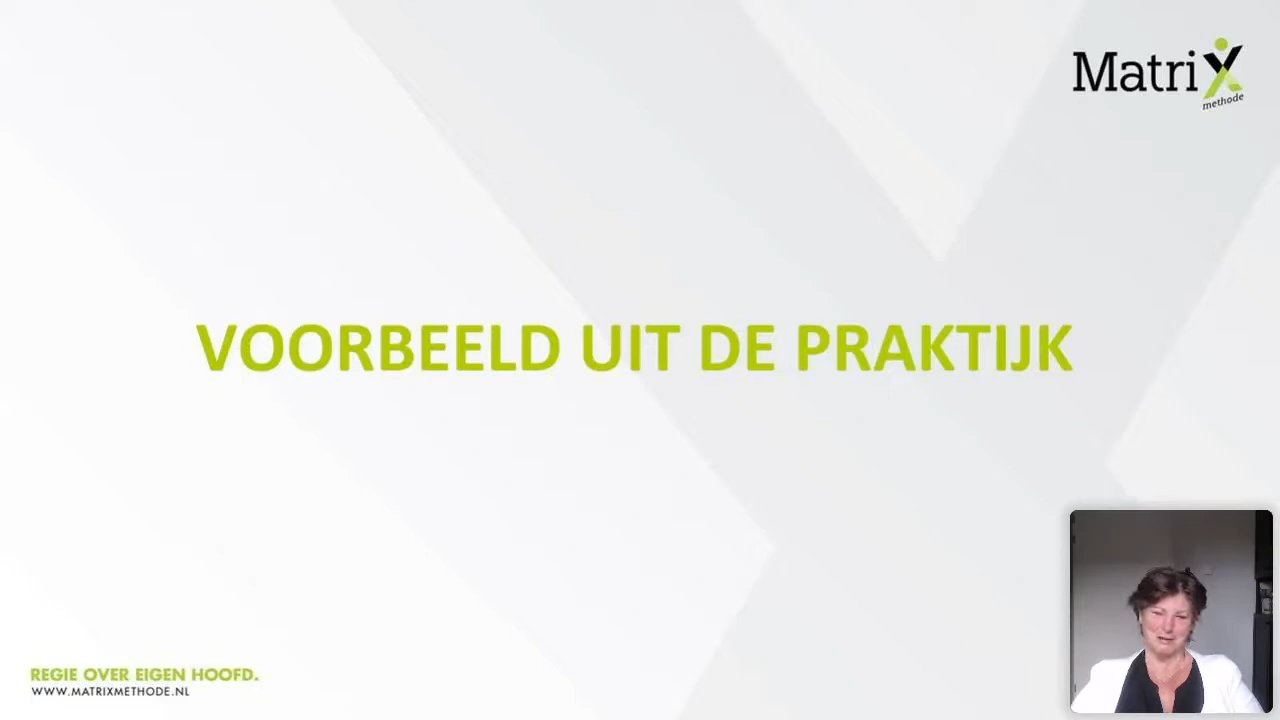 MatriX
methode
VOORBEELD UIT DE PRAKTIJK
REGIE OVER EIGEN HOOFD.
WWW.MATRIXMETHODE.NL